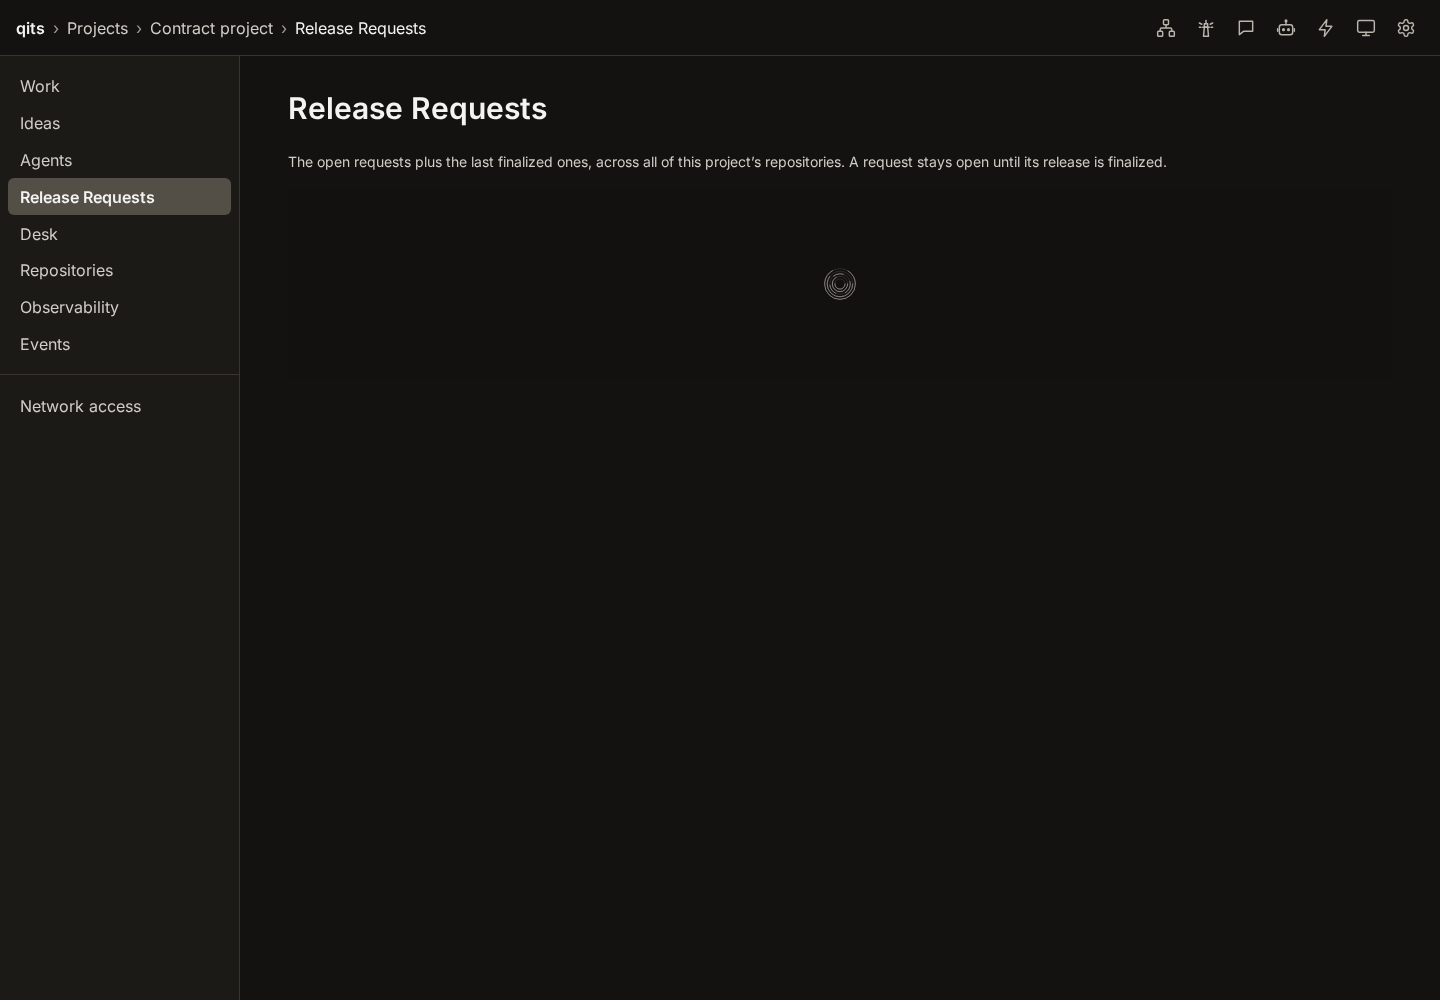 qits › Projects › Contract project › Release Requests
Work
Ideas
Agents
Release Requests
Desk
Repositories
Observability
Events
Network access
Release Requests
The open requests plus the last finalized ones, across all of this project’s repositories. A request stays open until its release is finalized.